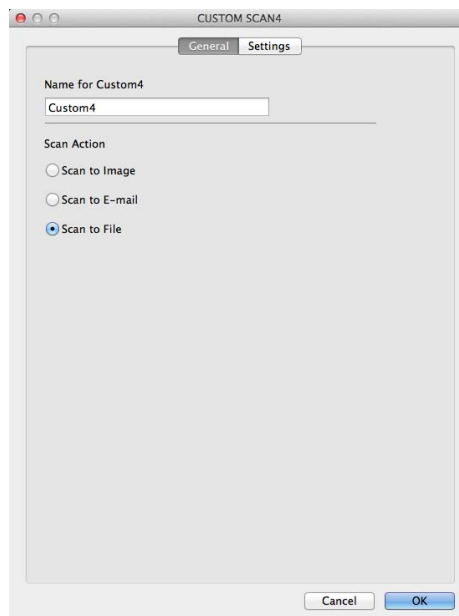 CUSTOM SCAN4
General Settings
Name for Custom4
Custom4
Scan Action
Scan to Image
Scan to E-mail
Scan to File
Cancel OK